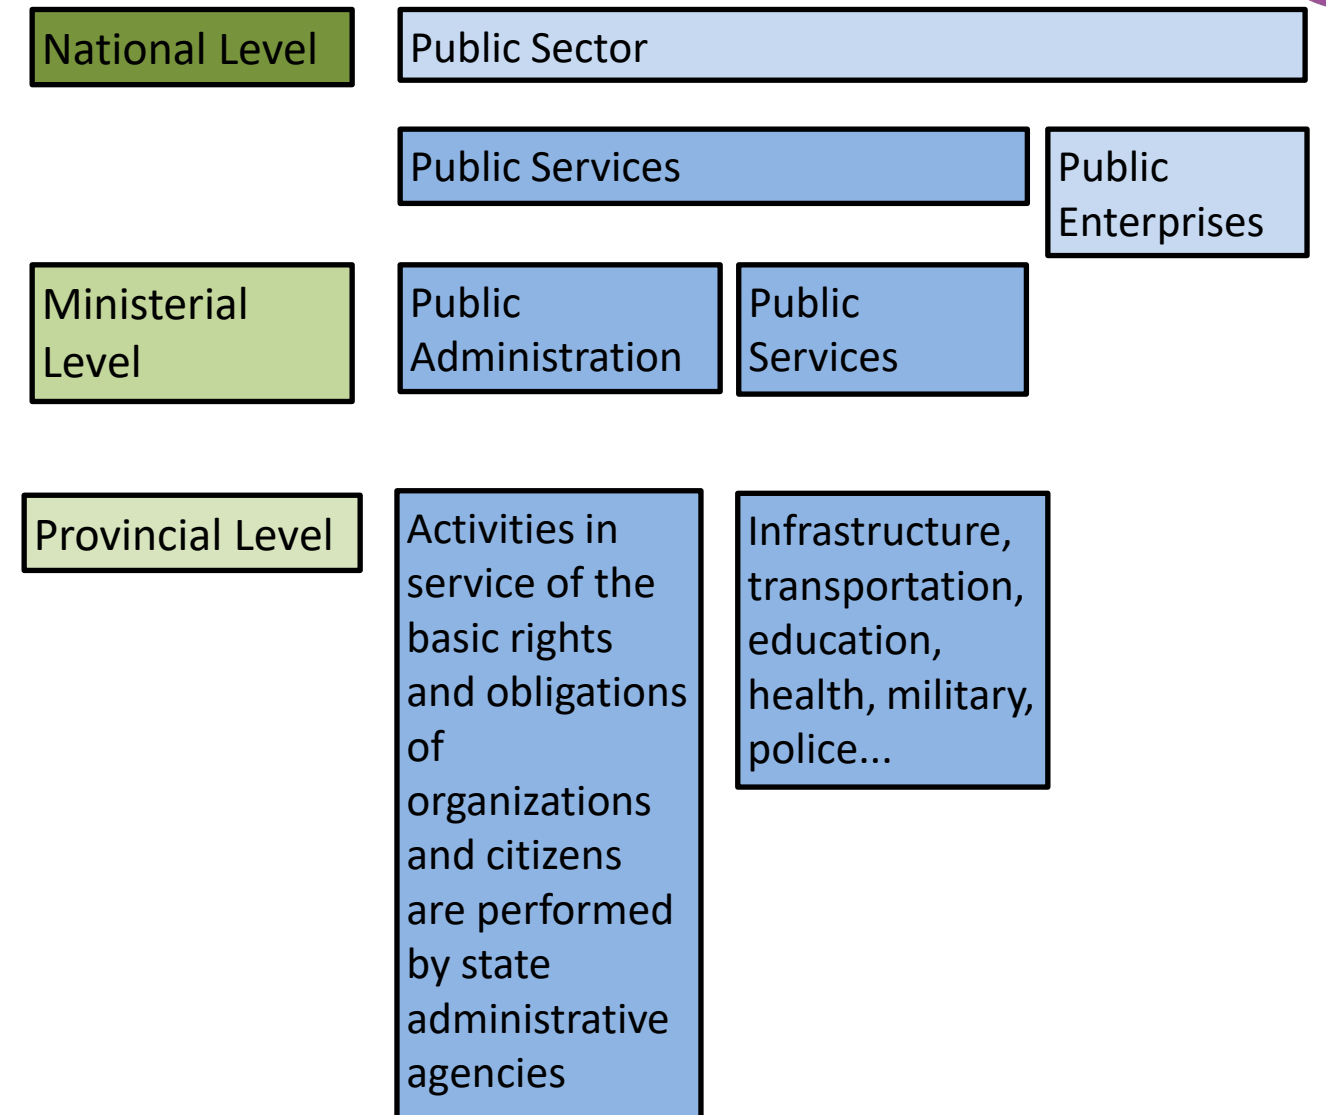 National Level
Public Sector
Public Services
Public
Enterprises
Ministerial
Level
Public
Administration
Public
Services
Provincial Level
Activities in
service of the
basic rights
and obligations
of
organizations
and citizens
are performed
by state
administrative
agencies
Infrastructure,
transportation,
education,
health, military,
police...